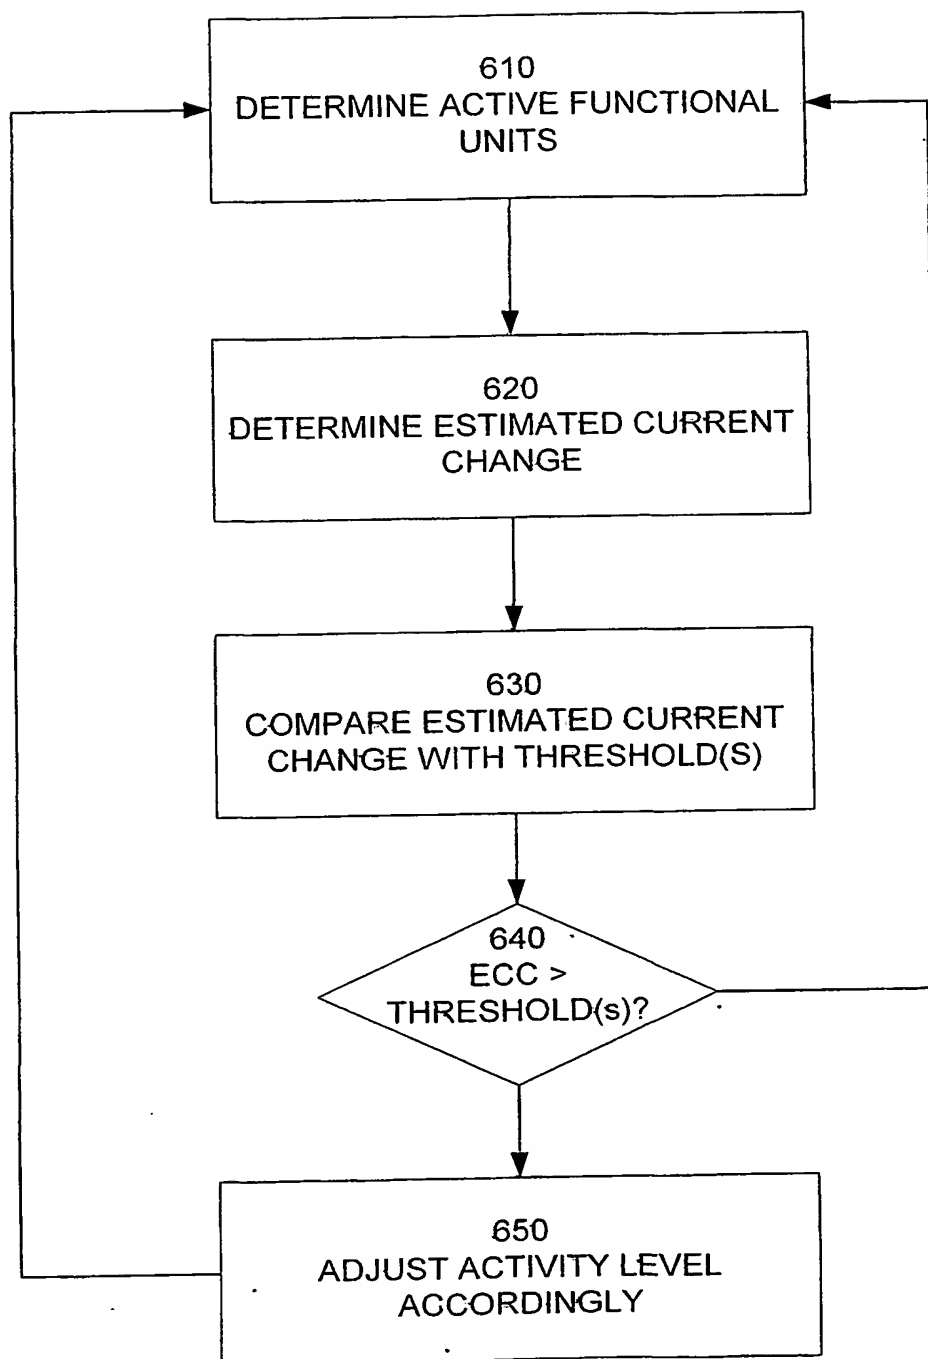 610
DETERMINE ACTIVE FUNCTIONAL
UNITS
620
DETERMINE ESTIMATED CURRENT
CHANGE
630
COMPARE ESTIMATED CURRENT
CHANGE WITH THRESHOLD(S)
640
ECC >
THRESHOLD(s)?
650
ADJUST ACTIVITY LEVEL
ACCORDINGLY